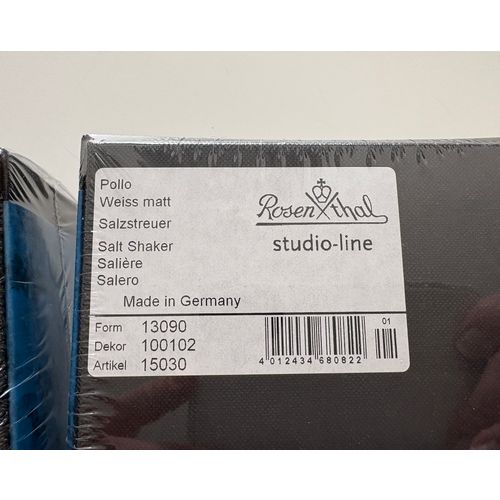 Pollo
Weiss matt
Salzstreuer
Salt Shaker
Salière
Salero
Made in Germany
Rosenthal
studio-line
Form 13090
Dekor 100102
Artikel 15030
01
4 012434 680822